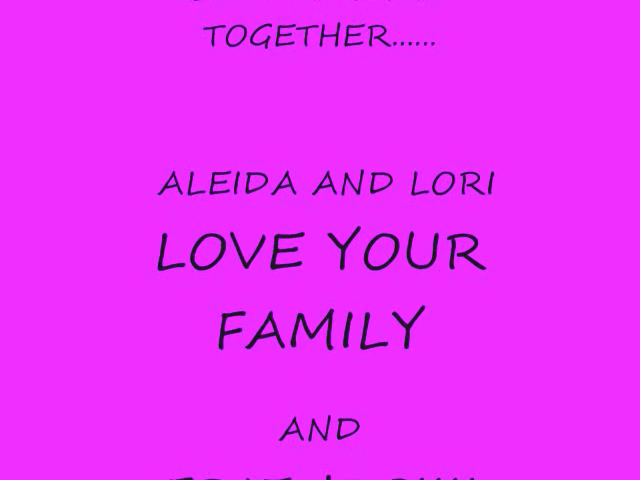 TOGETHER......
ALEIDA AND LORI
LOVE YOUR
FAMILY
AND